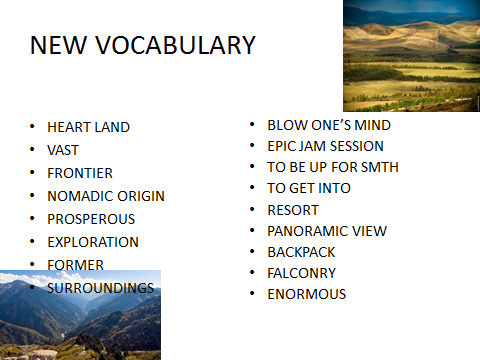 NEW VOCABULARY
• HEART LAND
• VAST
• FRONTIER
• NOMADIC ORIGIN
• PROSPEROUS
• EXPLORATION
• FORMER
• SURROUNDINGS
• BLOW ONE’S MIND
• EPIC JAM SESSION
• TO BE UP FOR SMTH
• TO GET INTO
• RESORT
• PANORAMIC VIEW
• BACKPACK
• FALCONRY
• ENORMOUS